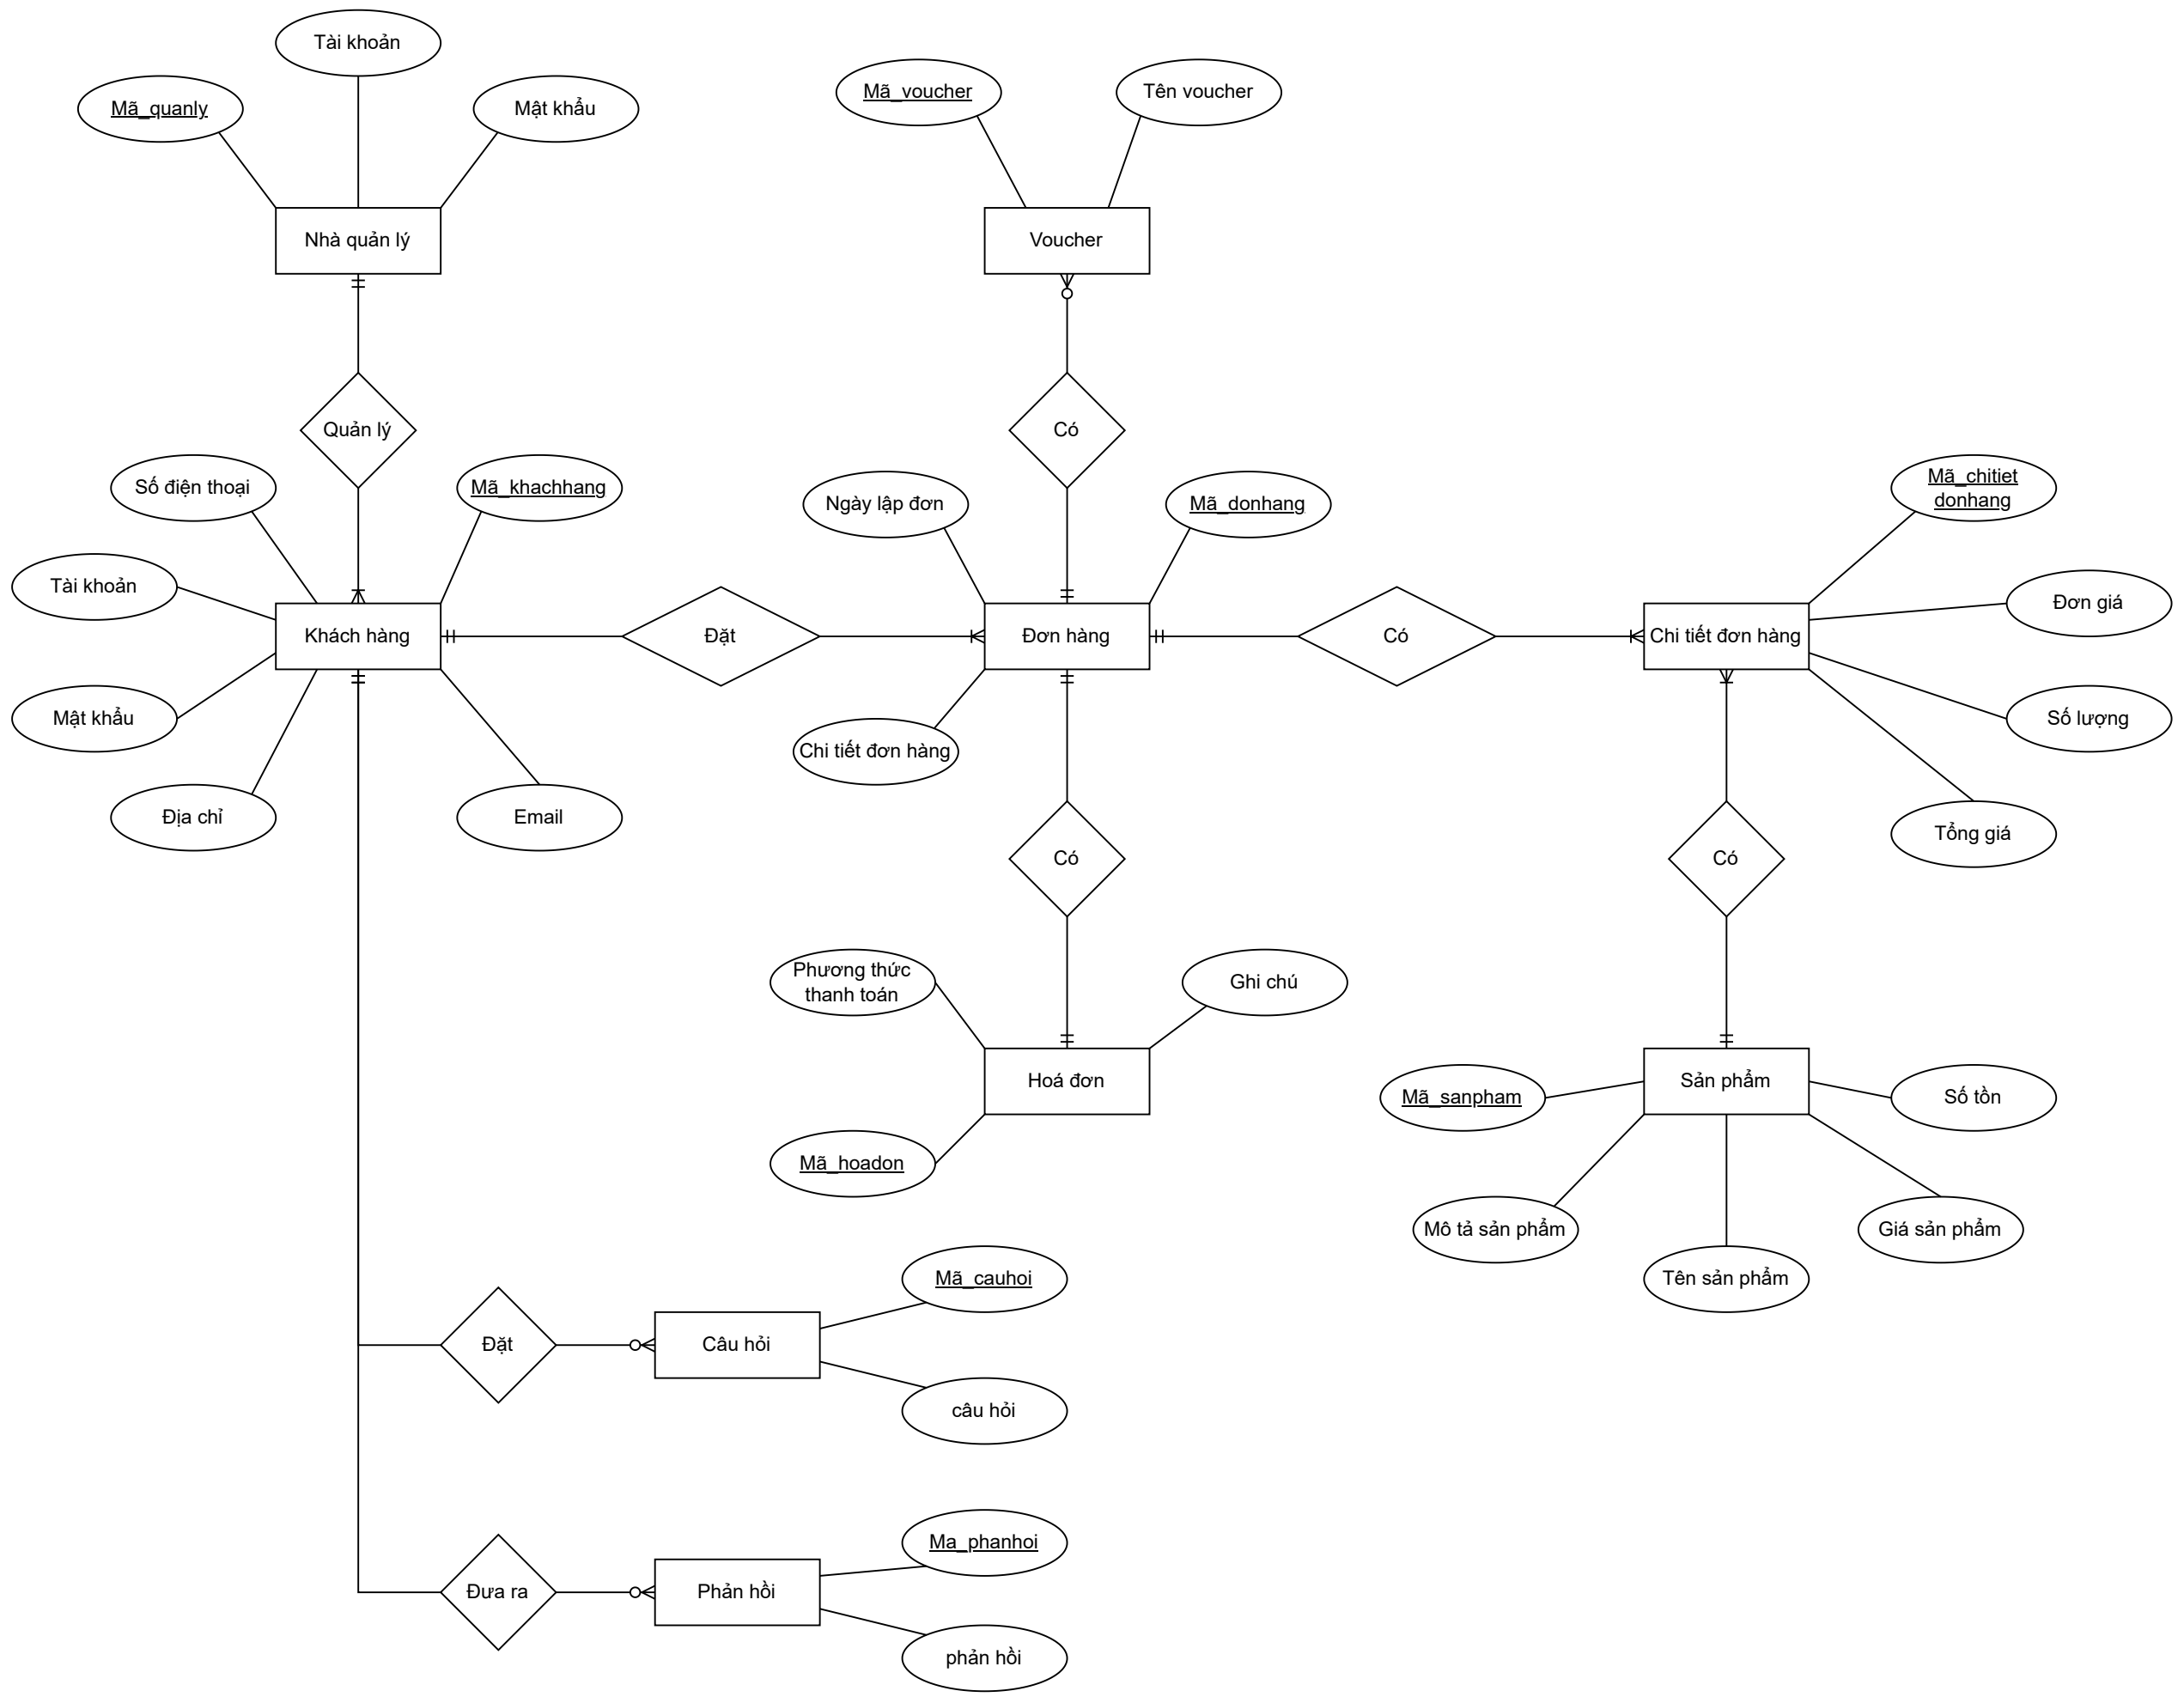 Tài khoản
Mã_quanly
Mật khẩu
Mã_voucher
Tên voucher
Nhà quản lý
Voucher
Quản lý
Có
Số điện thoại
Mã_khachhang
Ngày lập đơn
Mã_donhang
Mã_chitiet
donhang
Tài khoản
Đơn giá
Khách hàng
Đặt
Đơn hàng
Có
Chi tiết đơn hàng
Mật khẩu
Số lượng
Chi tiết đơn hàng
Địa chỉ
Email
Tổng giá
Có
Có
Phương thức
thanh toán
Ghi chú
Hoá đơn
Sản phẩm
Mã_sanpham
Số tồn
Mã_hoadon
Mô tả sản phẩm
Giá sản phẩm
Tên sản phẩm
Mã_cauhoi
Đặt
Câu hỏi
câu hỏi
Ma_phanhoi
Đưa ra
Phản hồi
phản hồi